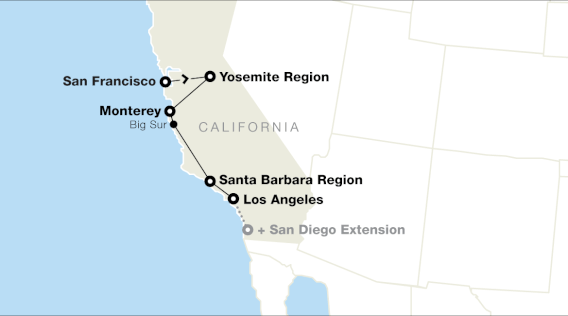 San Francisco
Yosemite Region
Monterey
Big Sur
CALIFORNIA
Santa Barbara Region
Los Angeles
+ San Diego Extension